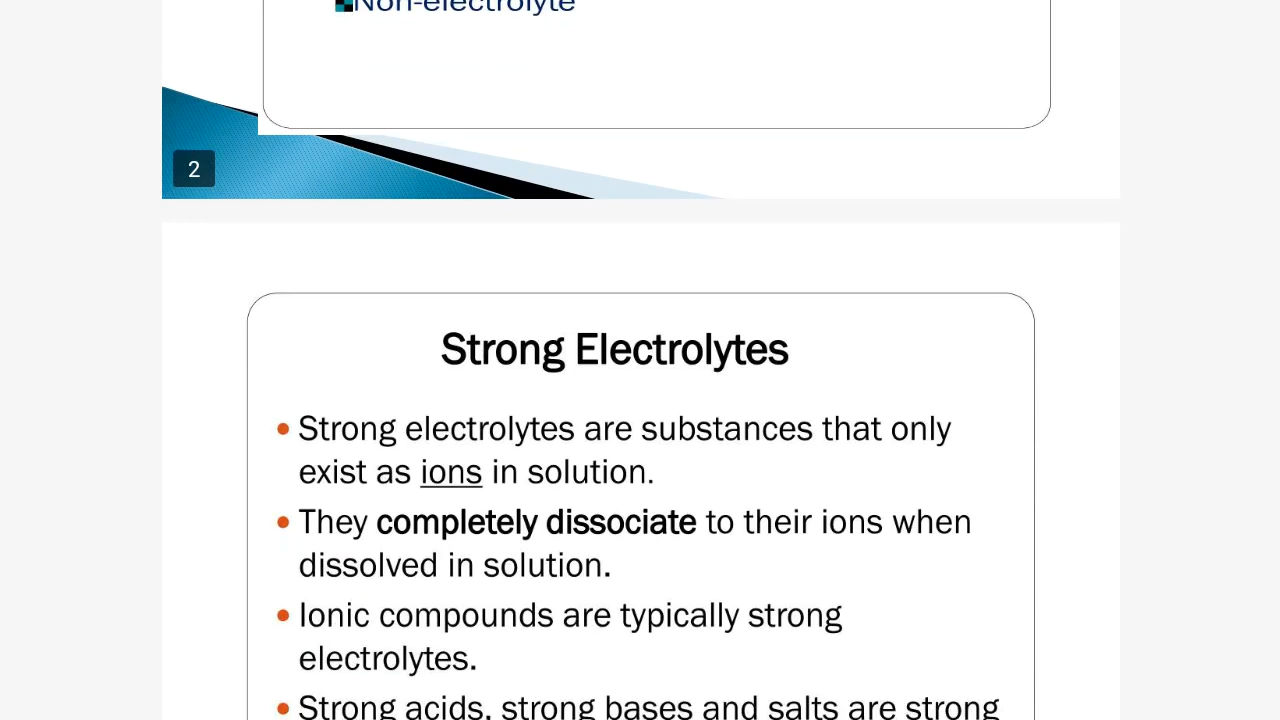 Non-electrolyte
2
Strong Electrolytes
• Strong electrolytes are substances that only
exist as ions in solution.
• They completely dissociate to their ions when
dissolved in solution.
• Ionic compounds are typically strong
electrolytes.
• Strong acids, strong bases and salts are strong